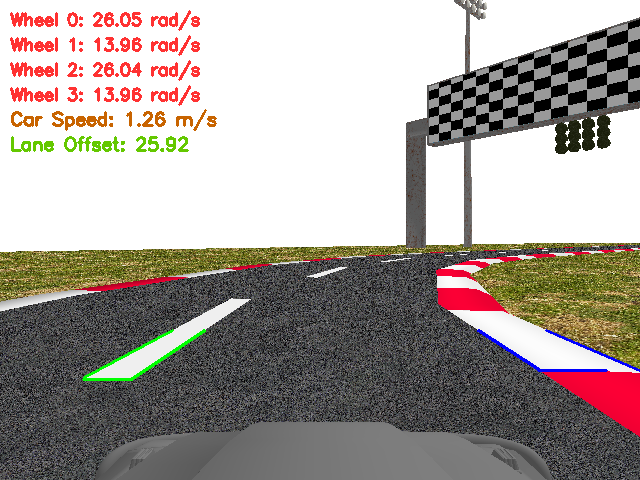 Wheel 0: 26.05 rad/s
Wheel 1: 13.96 rad/s
Wheel 2: 26.04 rad/s
Wheel 3: 13.96 rad/s
Car Speed: 1.26 m/s
Lane Offset: 25.92